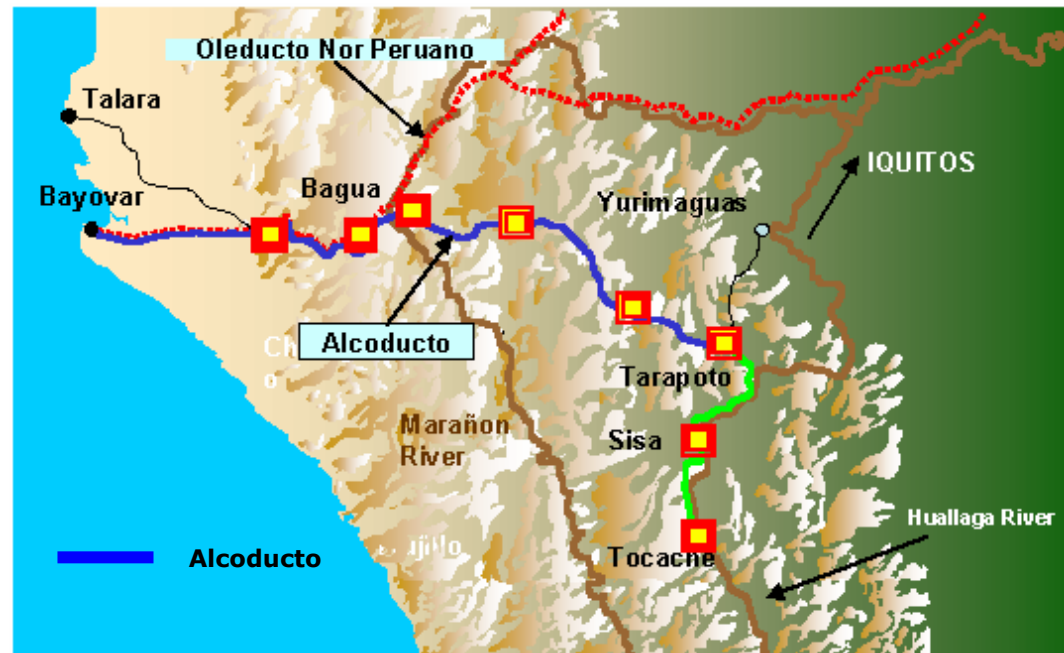 Oleducto Nor Peruano
Talara
Bagua
Bayovar
Yurimaguas
IQUITOS
Alcoducto
Tarapoto
Marañon
River
Sisa
Huallaga River
Alcoducto
Tocache